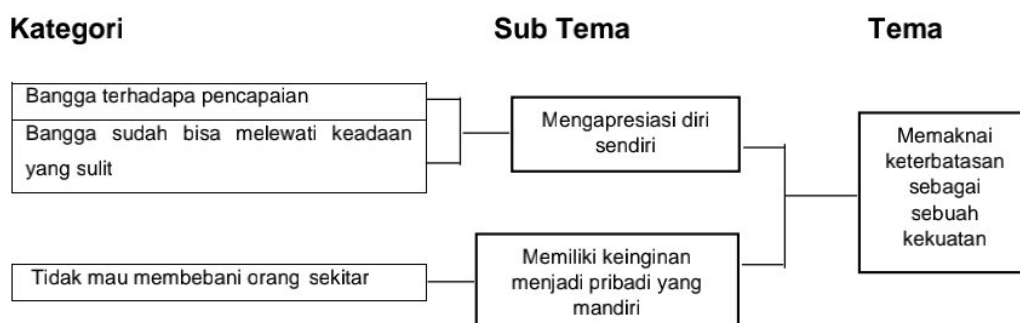 Kategori
Sub Tema
Tema
Bangga terhadapa pencapaian
Bangga sudah bisa melewati keadaan
yang sulit
Mengapresiasi diri
sendiri
Memaknai
keterbatasan
sebagai
sebuah
kekuatan
Tidak mau membebani orang sekitar
Memiliki keinginan
menjadi pribadi yang
mandiri